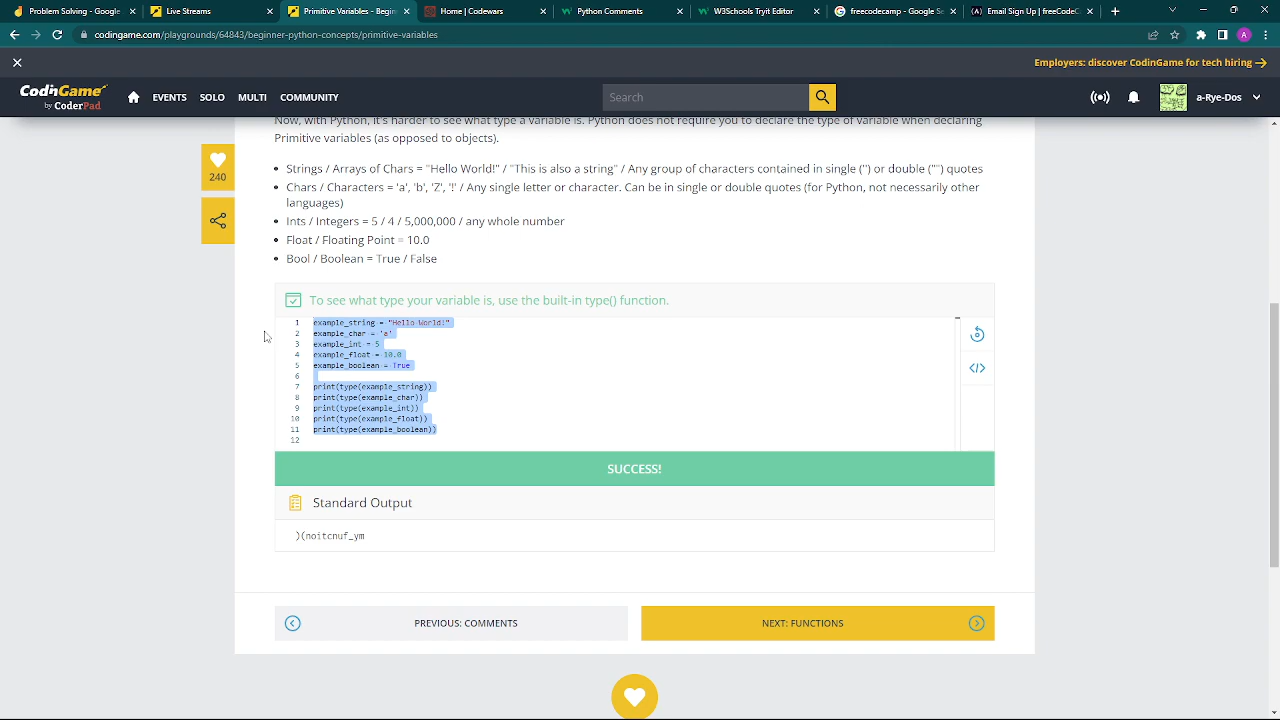 Problem Solving - Google
Live Streams
Primitive Variables - Begin
Home | Codewars
Python Comments
W3Schools Tryit Editor
freecodecamp - Google Se
Email Sign Up | freeCodeC
codingame.com/playgrounds/64843/beginner-python-concepts/primitive-variables
A
Employers: discover CodinGame for tech hiring
CodinGame
by CoderPad
EVENTS
SOLO
MULTI
COMMUNITY
Search
a-Rye-Dos
Now, with Python, it's harder to see what type a variable is. Python does not require you to declare the type of variable when declaring
Primitive variables (as opposed to objects).
240
• Strings / Arrays of Chars = "Hello World!" / "This is also a string" / Any group of characters contained in single ('') or double ("") quotes
• Chars / Characters = 'a', 'b', 'Z', '!' / Any single letter or character. Can be in single or double quotes (for Python, not necessarily other
languages)
• Ints / Integers = 5 / 4 / 5,000,000 / any whole number
• Float / Floating Point = 10.0
• Bool / Boolean = True / False
To see what type your variable is, use the built-in type() function.
1 example_string = "Hello World!"
2 example_char = 'a'
3 example_int = 5
4 example_float = 10.0
5 example_boolean = True
6
7 print(type(example_string))
8 print(type(example_char))
9 print(type(example_int))
10 print(type(example_float))
11 print(type(example_boolean))
12
SUCCESS!
Standard Output
)(noitcnuf_ym
PREVIOUS: COMMENTS
NEXT: FUNCTIONS